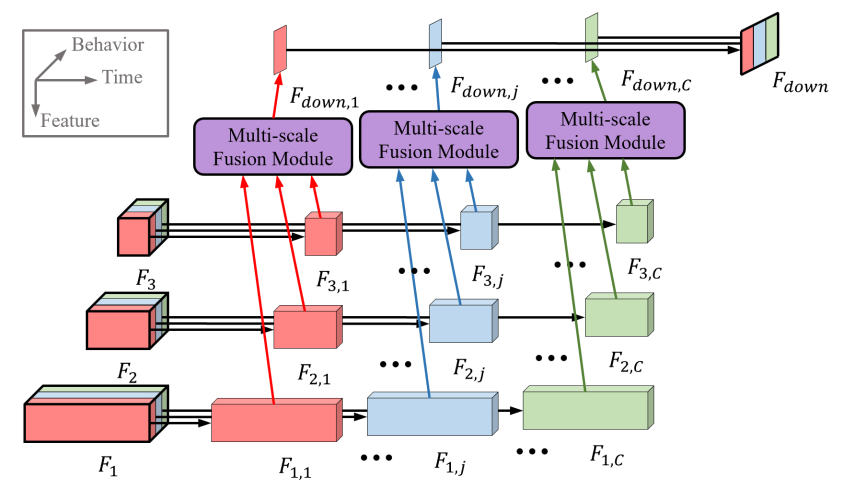 Behavior
Time
Feature
F_{down,1}
...
F_{down,j}
...
F_{down,C}
F_{down}
Multi-scale
Fusion Module
Multi-scale
Fusion Module
Multi-scale
Fusion Module
F_3
F_{3,1}
...
F_{3,j}
...
F_{3,C}
F_2
F_{2,1}
...
F_{2,j}
...
F_{2,C}
F_1
F_{1,1}
...
F_{1,j}
...
F_{1,C}